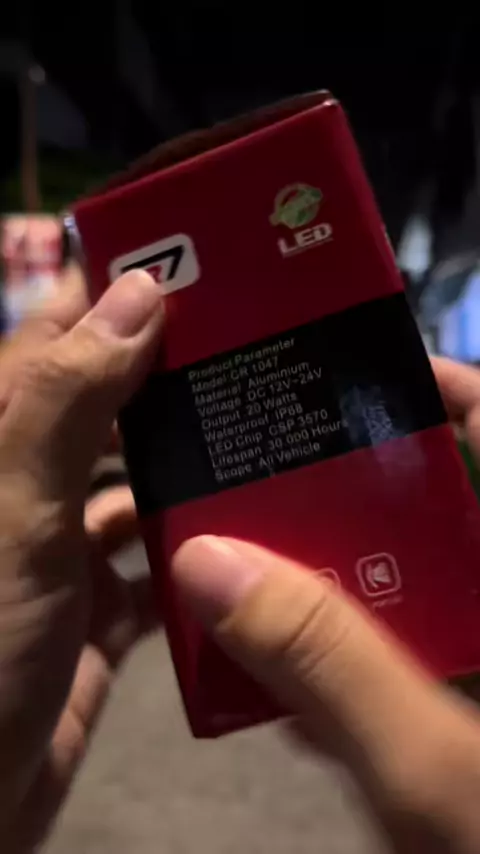 LED
Product Parameter
Model CR 1047
Material Aluminium
Voltage DC 12V~24V
Output 20 Watts
Waterproof IP68
LED Chip CSP 3570
Lifespan 30 000 Hours
Scope All Vehicle